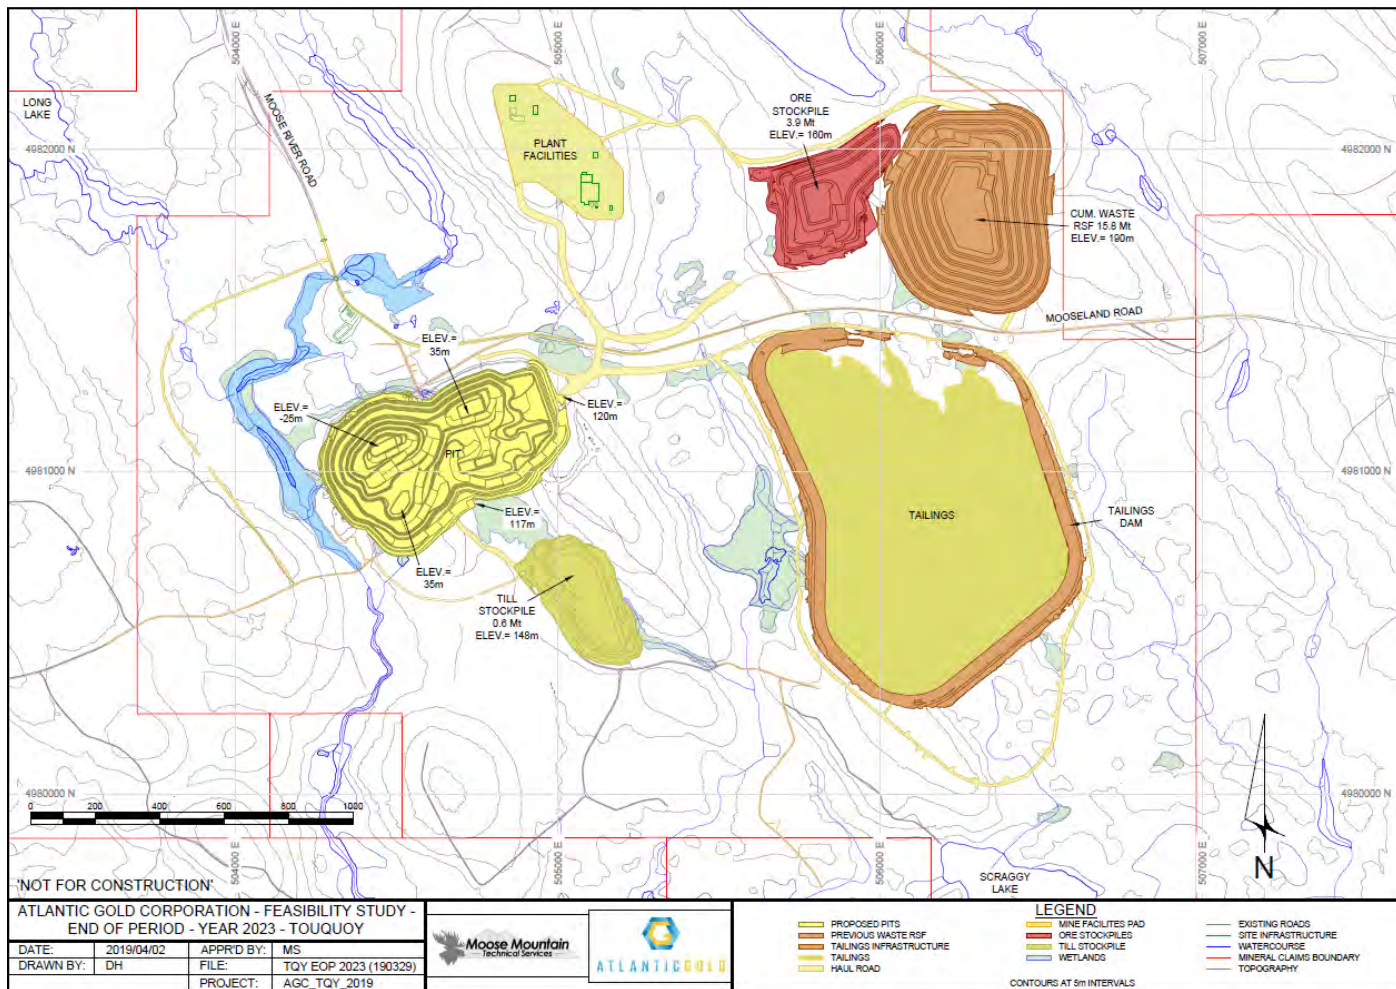 504000 E
505000 E
506000 E
507000 E
LONG
LAKE
MOOSE RIVER ROAD
ORE
STOCKPILE
3.9 Mt
ELEV.= 160m
4982000 N
4982000 N
PLANT
FACILITIES
CUM. WASTE
RSF 15.8 Mt
ELEV.= 190m
MOOSELAND ROAD
ELEV.=
35m
ELEV.=
-25m
ELEV.=
120m
PIT
4981000 N
4981000 N
ELEV.=
117m
TAILINGS
TAILINGS
DAM
ELEV.=
35m
TILL
STOCKPILE
0.6 Mt
ELEV.= 148m
4980000 N
4980000 N
0 200 400 600 800 1000
504000 E
505000 E
506000 E
507000 E
SCRAGGY
LAKE
N
'NOT FOR CONSTRUCTION'
ATLANTIC GOLD CORPORATION - FEASIBILITY STUDY -
END OF PERIOD - YEAR 2023 - TOUQUOY
DATE: 2019/04/02 APPR'D BY: MS
DRAWN BY: DH FILE: TQY EOP 2023 (190329)
PROJECT: AGC_TQY_2019
Moose Mountain
Technical Services
ATLANTICGOLD
LEGEND
PROPOSED PITS
PREVIOUS WASTE RSF
TAILINGS INFRASTRUCTURE
TAILINGS
HAUL ROAD
MINE FACILITES PAD
ORE STOCKPILES
TILL STOCKPILE
WETLANDS
EXISTING ROADS
SITE INFRASTRUCTURE
WATERCOURSE
MINERAL CLAIMS BOUNDARY
TOPOGRAPHY
CONTOURS AT 5m INTERVALS